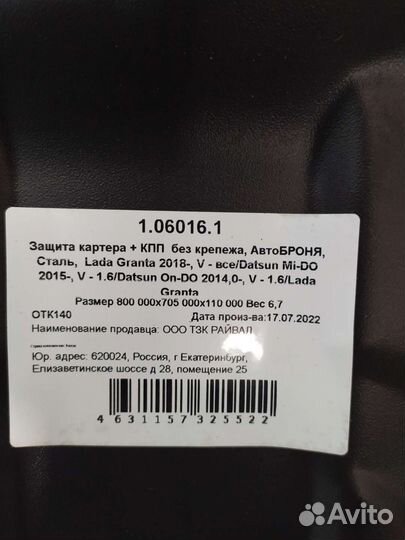 1.06016.1
Защита картера + КПП без крепежа, АвтоБРОНЯ,
Сталь, Lada Granta 2018-, V - все/Datsun Mi-DO
2015-, V - 1.6/Datsun On-DO 2014,0-, V - 1.6/Lada
Granta
Размер 800 000x705 000x110 000 Вес 6,7
ОТК140
Дата произ-ва:17.07.2022
Наименование продавца: ООО ТЗК РАЙВАЛ
Юр. адрес: 620024, Россия, г Екатеринбург,
Елизаветинское шоссе д 28, помещение 25
4631157325522
Avito